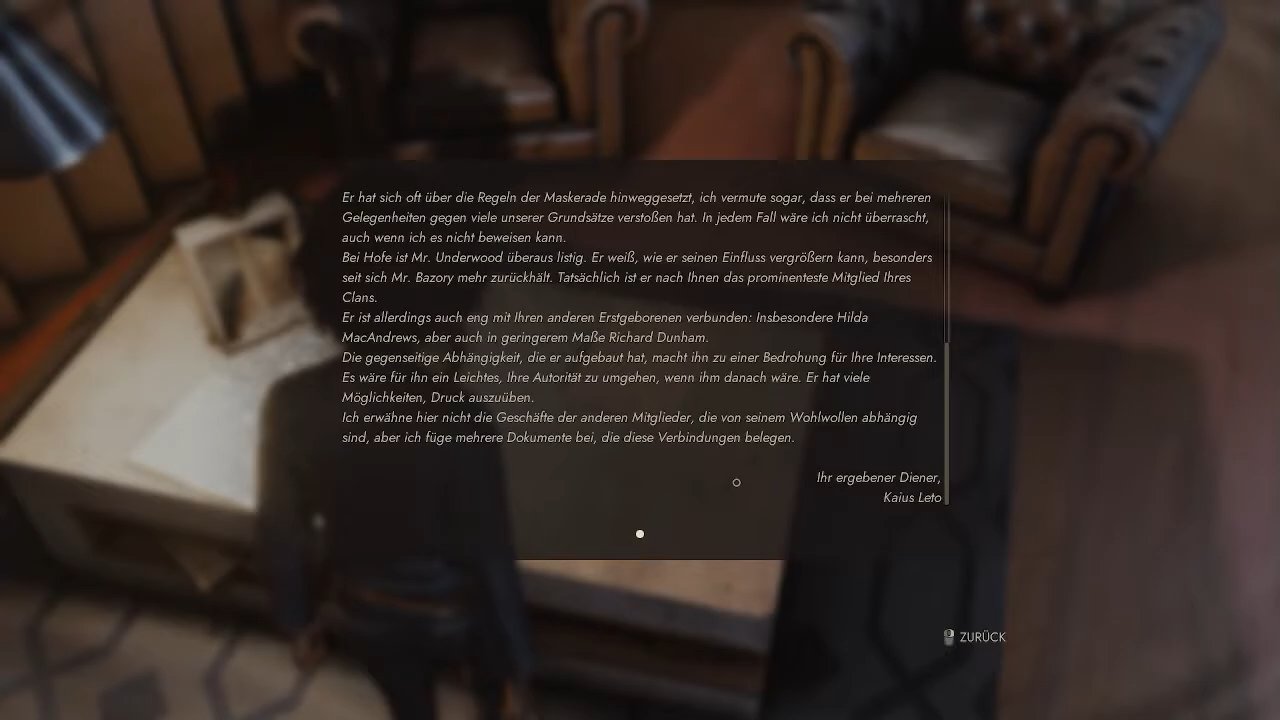 Er hat sich oft über die Regeln der Maskerade hinweggesetzt, ich vermute sogar, dass er bei mehreren
Gelegenheiten gegen viele unserer Grundsätze verstoßen hat. In jedem Fall wäre ich nicht überrascht,
auch wenn ich es nicht beweisen kann.
Bei Hofe ist Mr. Underwood überaus listig. Er weiß, wie er seinen Einfluss vergrößern kann, besonders
seit sich Mr. Bazory mehr zurückhält. Tatsächlich ist er nach Ihnen das prominenteste Mitglied Ihres
Clans.
Er ist allerdings auch eng mit Ihren anderen Erstgeborenen verbunden: Insbesondere Hilda
MacAndrews, aber auch in geringerem Maße Richard Dunham.
Die gegenseitige Abhängigkeit, die er aufgebaut hat, macht ihn zu einer Bedrohung für Ihre Interessen.
Es wäre für ihn ein Leichtes, Ihre Autorität zu umgehen, wenn ihm danach wäre. Er hat viele
Möglichkeiten, Druck auszuüben.
Ich erwähne hier nicht die Geschäfte der anderen Mitglieder, die von seinem Wohlwollen abhängig
sind, aber ich füge mehrere Dokumente bei, die diese Verbindungen belegen.
Ihr ergebener Diener,
Kaius Leto
ZURÜCK